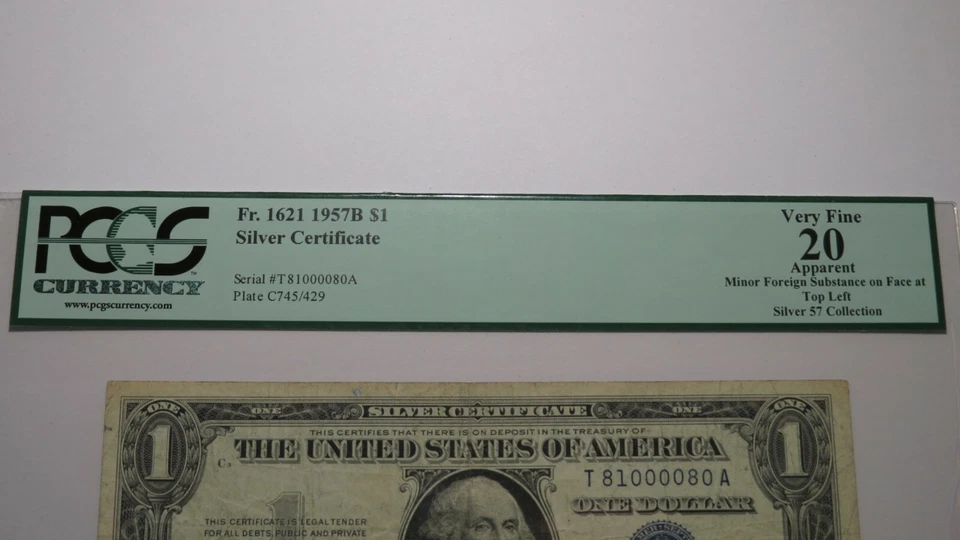 PCGS
CURRENCY
www.pcgscurrency.com
Fr. 1621 1957B $1
Silver Certificate
Serial #T81000080A
Plate C745/429
Very Fine
20
Apparent
Minor Foreign Substance on Face at
Top Left
Silver 57 Collection
ONE ONE SILVER CERTIFICATE ONE ONE
1 1
THIS CERTIFIES THAT THERE IS ON DEPOSIT IN THE TREASURY OF
THE UNITED STATES OF AMERICA
T 81000080 A
ONE DOLLAR
1
THIS CERTIFICATE IS LEGAL TENDER
FOR ALL DEBTS, PUBLIC AND PRIVATE